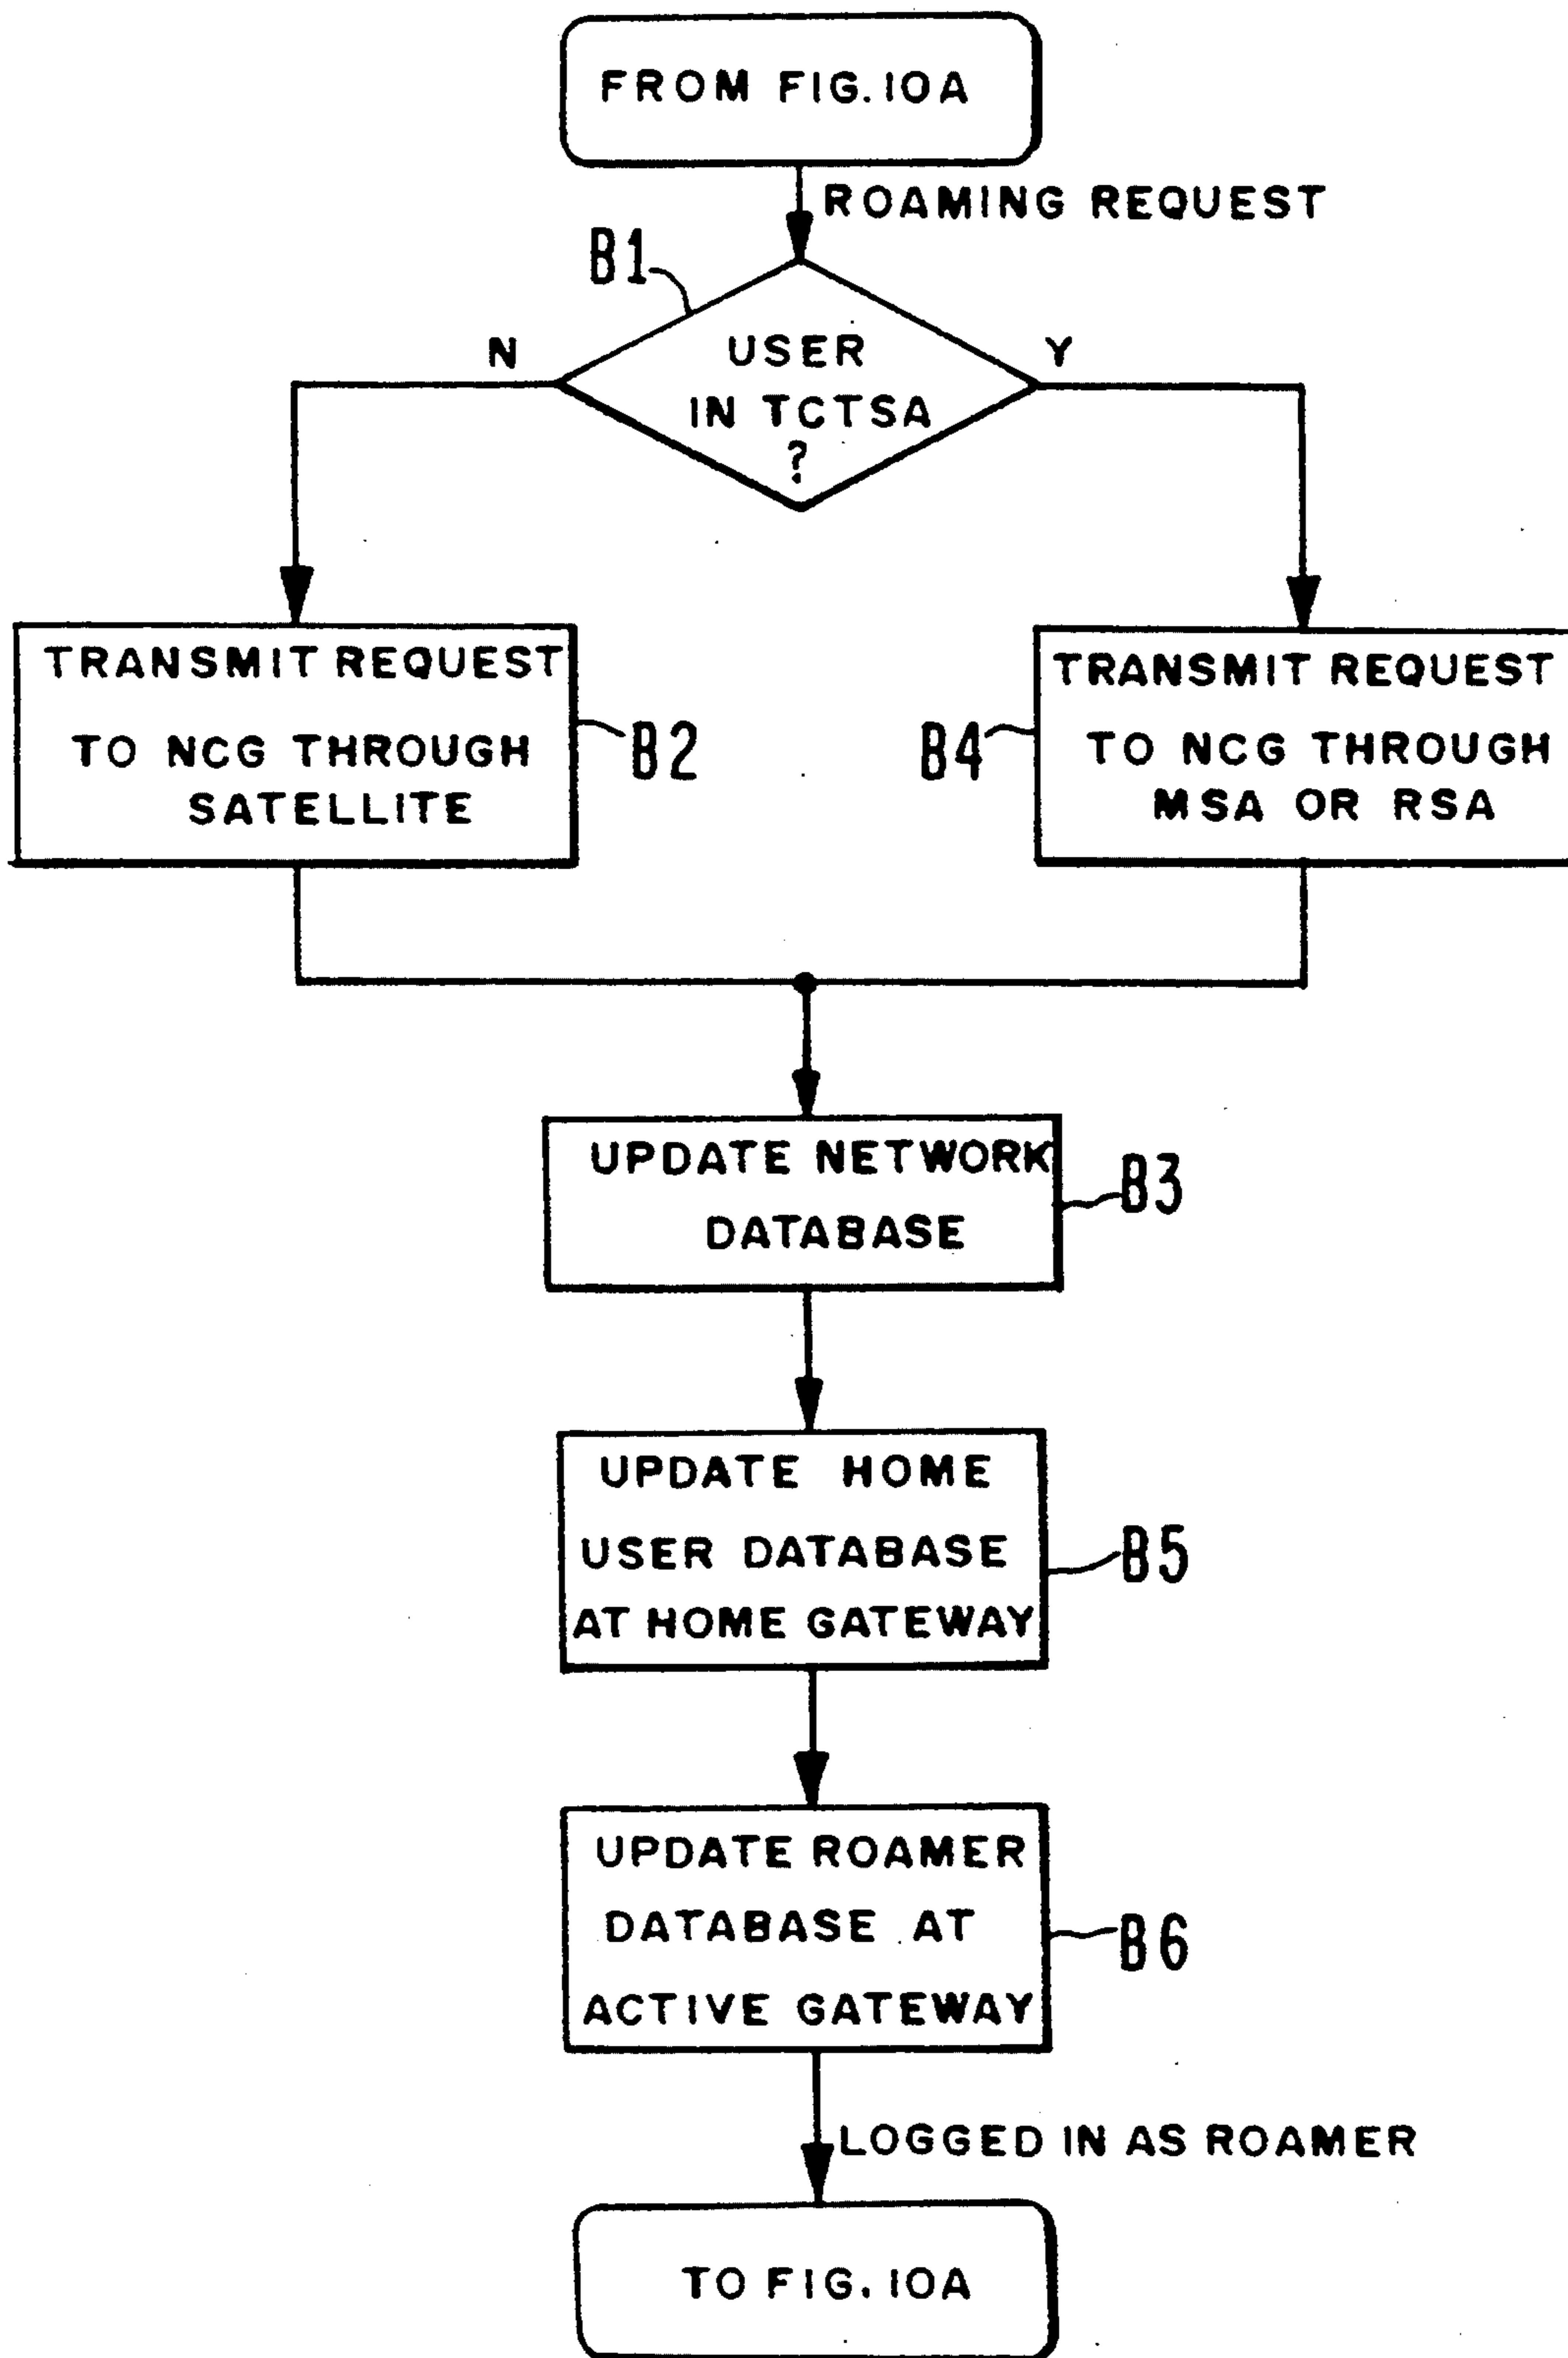 FROM FIG. 10A
ROAMING REQUEST
B1
N
Y
USER
IN TCTSA
?
TRANSMIT REQUEST
TO NCG THROUGH
SATELLITE
B2
TRANSMIT REQUEST
TO NCG THROUGH
MSA OR RSA
B4
UPDATE NETWORK
DATABASE
B3
UPDATE HOME
USER DATABASE
AT HOME GATEWAY
B5
UPDATE ROAMER
DATABASE AT
ACTIVE GATEWAY
B6
LOGGED IN AS ROAMER
TO FIG. 10A